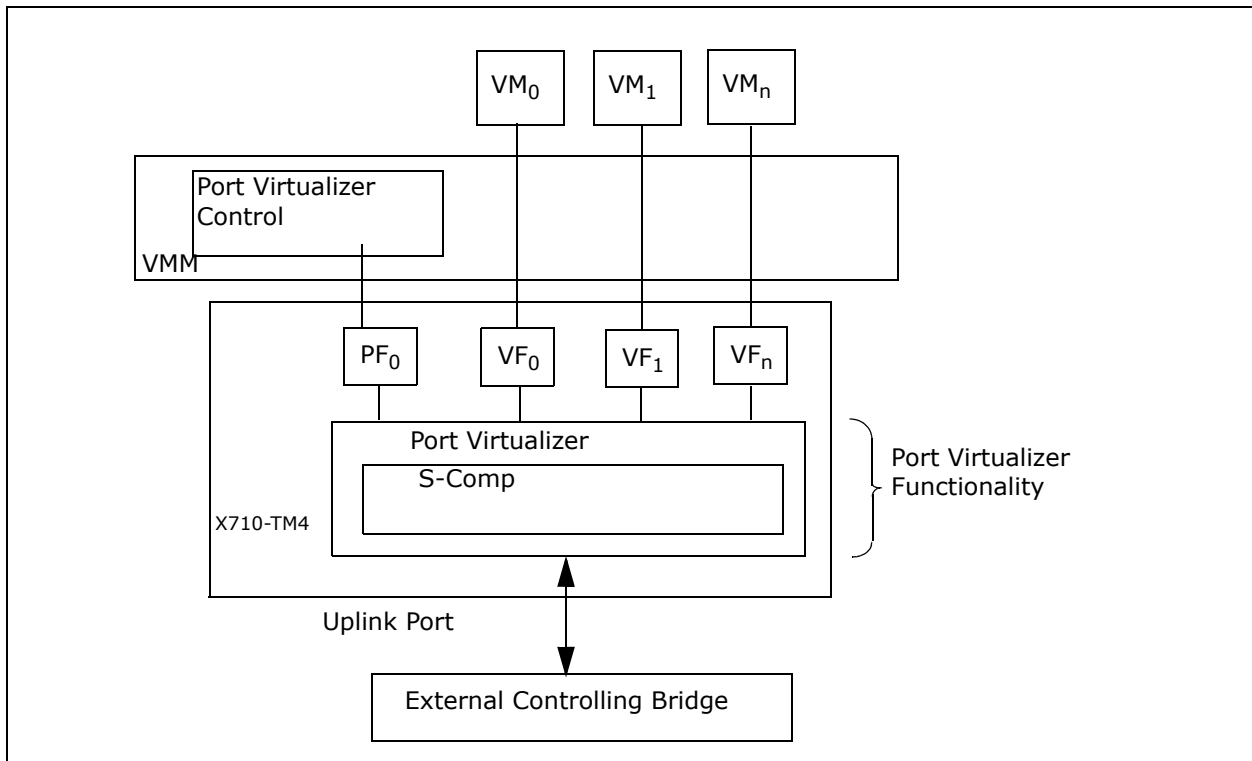 VM0
VM1
VMn
Port Virtualizer
Control
VMM
PF0
VF0
VF1
VFn
Port Virtualizer
S-Comp
X710-TM4
Port Virtualizer
Functionality
Uplink Port
External Controlling Bridge